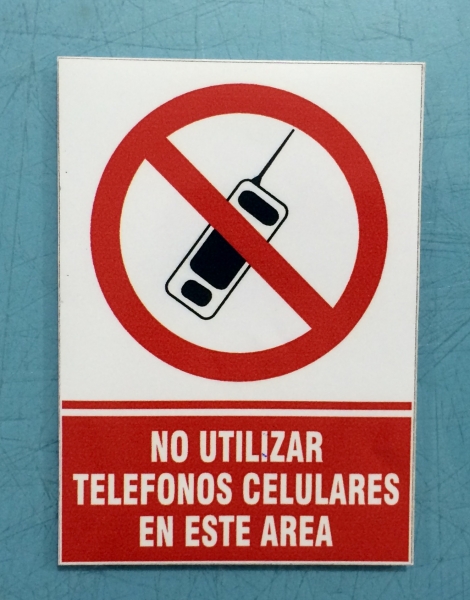 NO UTILIZAR
TELEFONOS CELULARES
EN ESTE AREA